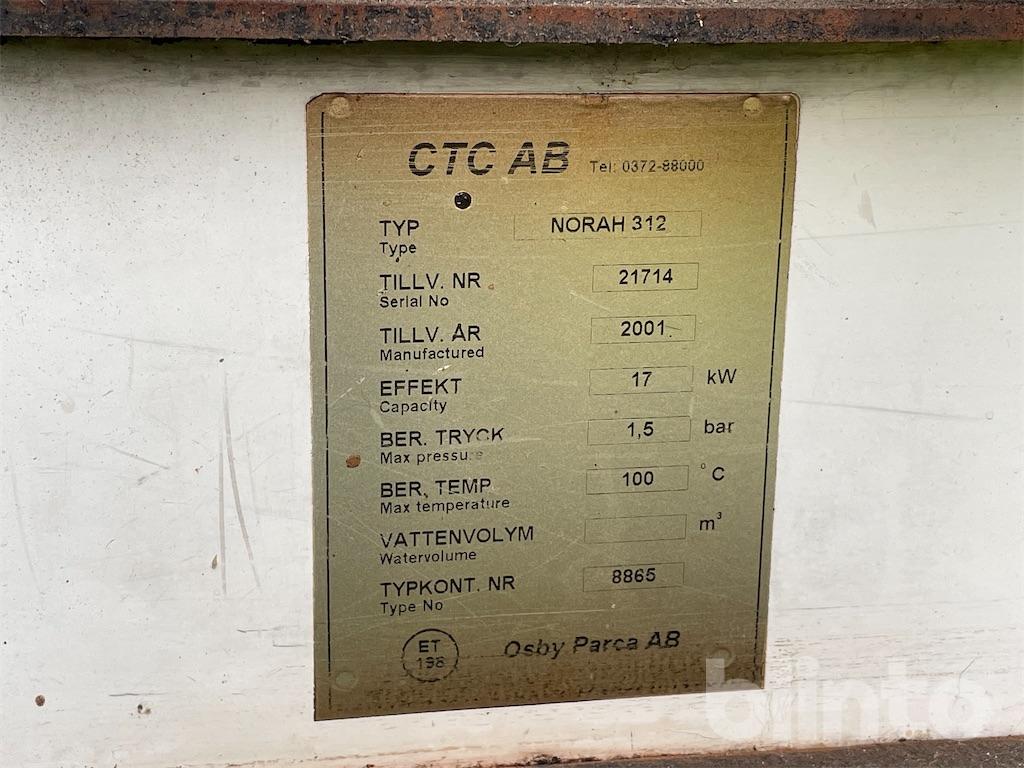 CTC AB Tel: 0372-88000
TYP NORAH 312
Type
TILLV. NR 21714
Serial No
TILLV. ÅR 2001
Manufactured
EFFEKT 17 kW
Capacity
BER. TRYCK 1,5 bar
Max pressure
BER. TEMP 100 °C
Max temperature
VATTENVOLYM m³
Watervolume
TYPKONT. NR 8865
Type No
ET
198
Osby Parca AB
brinto